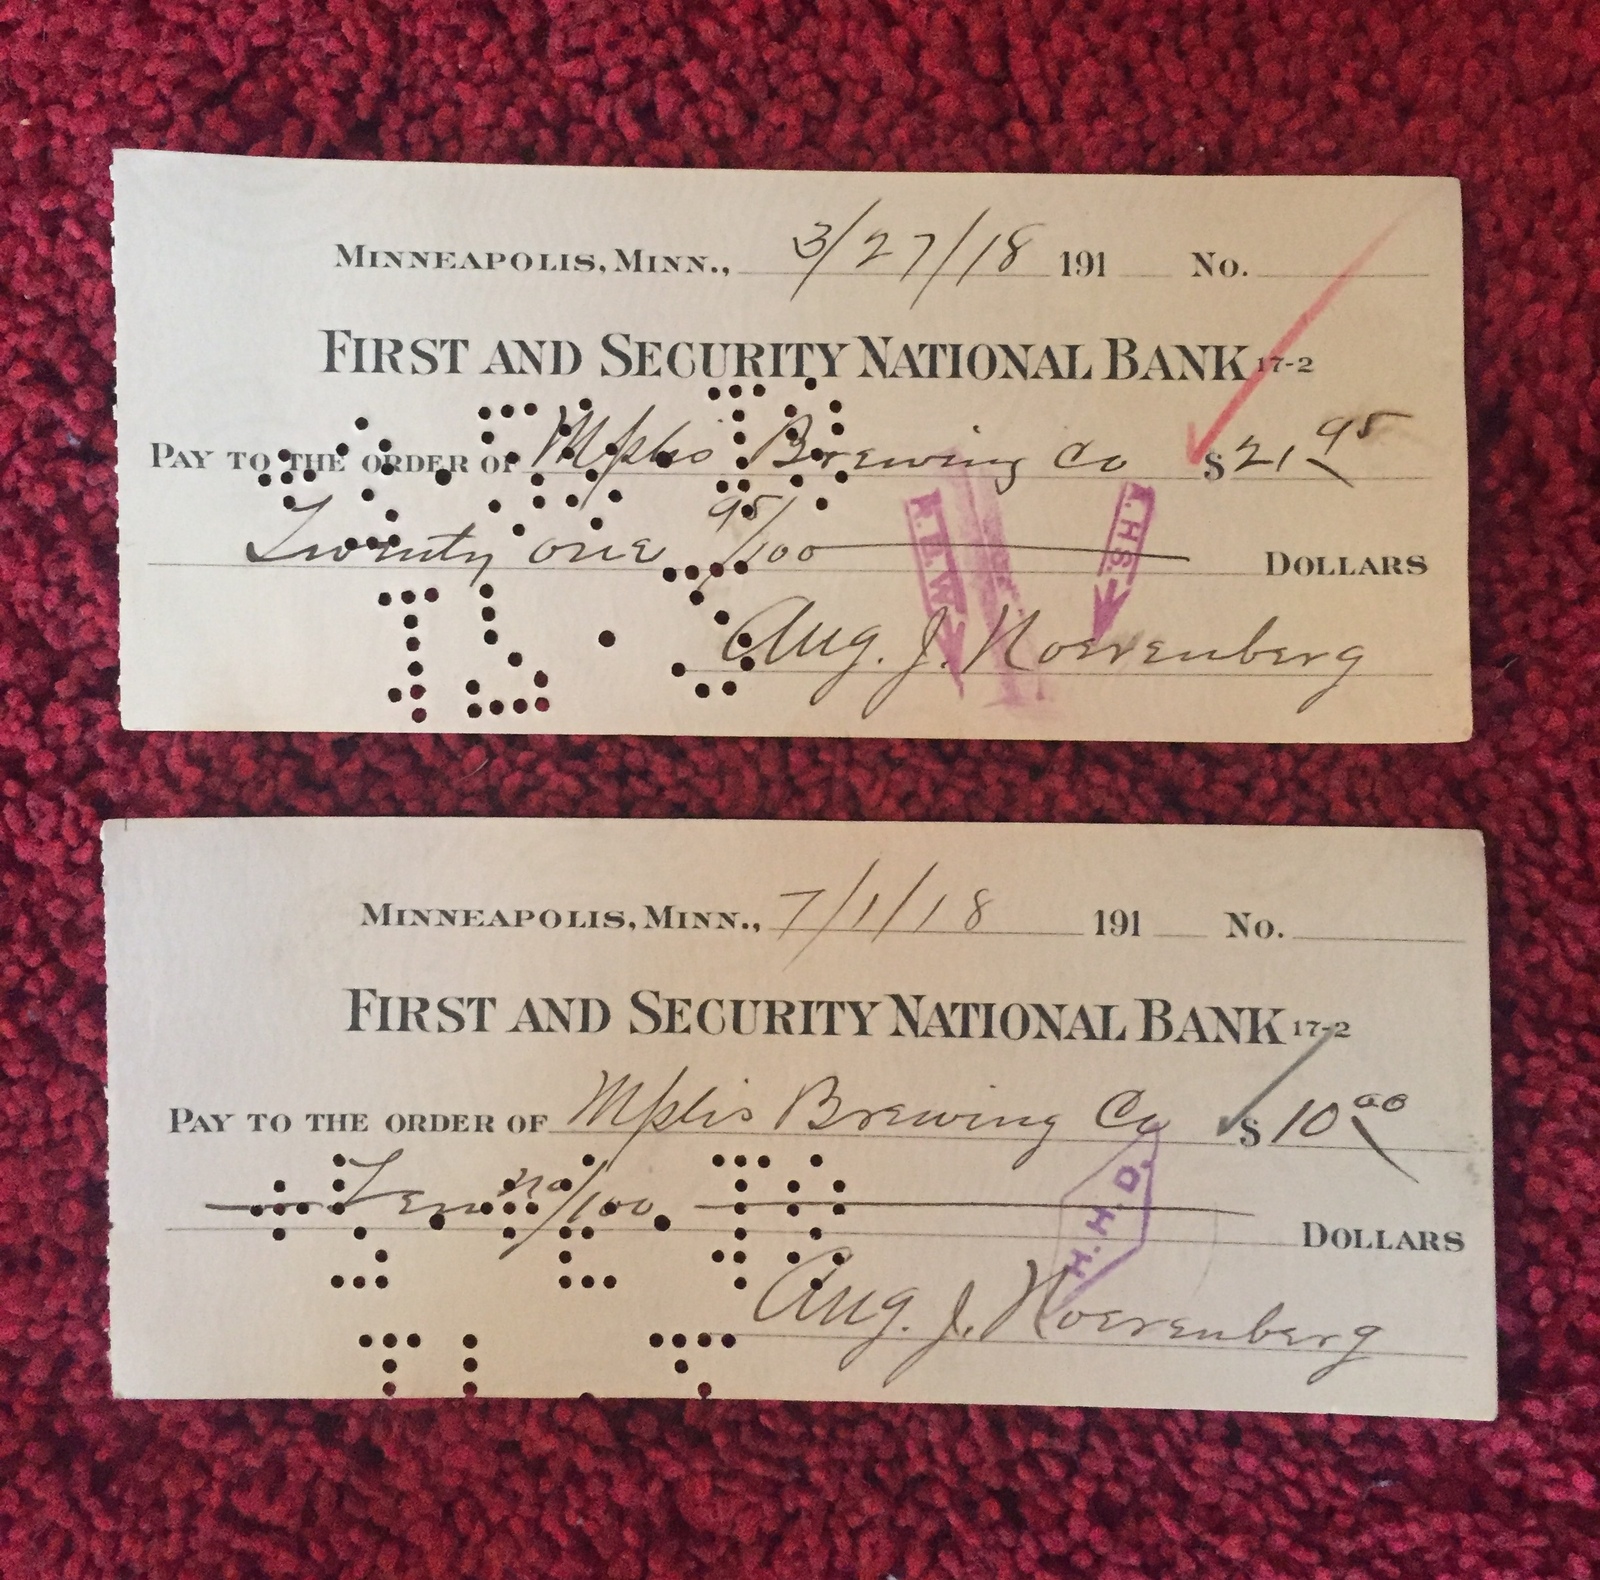 MINNEAPOLIS, MINN., 3/27/18 191 No.
FIRST AND SECURITY NATIONAL BANK 17-2
PAY TO THE ORDER OF Mplis Brewing Co $ 21 95
Twenty one 95/100 DOLLARS
R.E.W.
Aug. J. Noerenberg
MINNEAPOLIS, MINN., 7/1/18 191 No.
FIRST AND SECURITY NATIONAL BANK 17-2
PAY TO THE ORDER OF Mplis Brewing Co $ 10 00
Ten no/100 DOLLARS
H.H.D.
Aug. J. Noerenberg